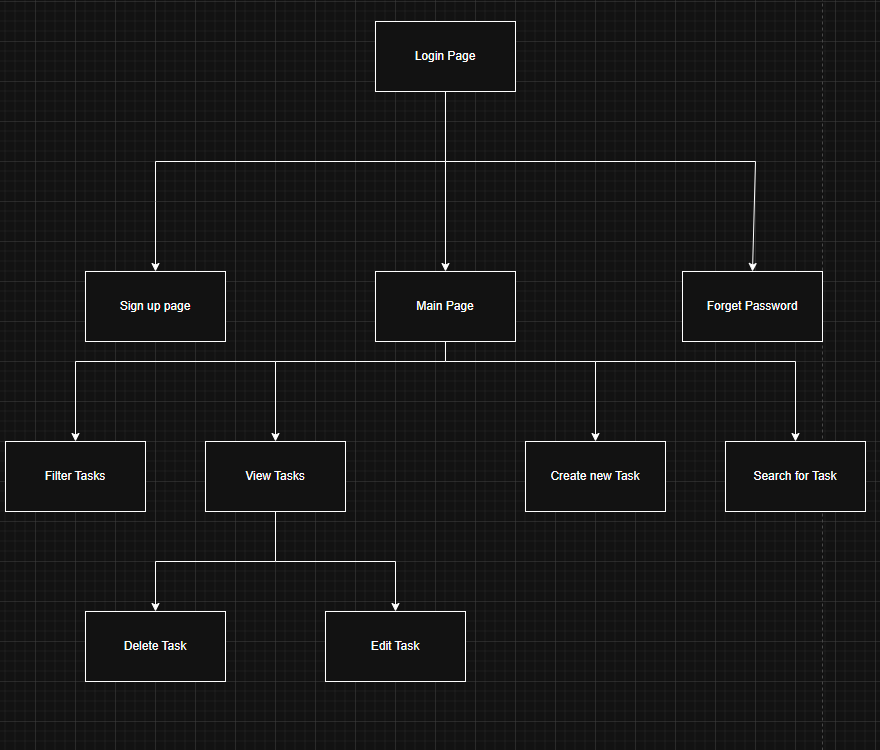 Login Page
Sign up page
Main Page
Forget Password
Filter Tasks
View Tasks
Create new Task
Search for Task
Delete Task
Edit Task